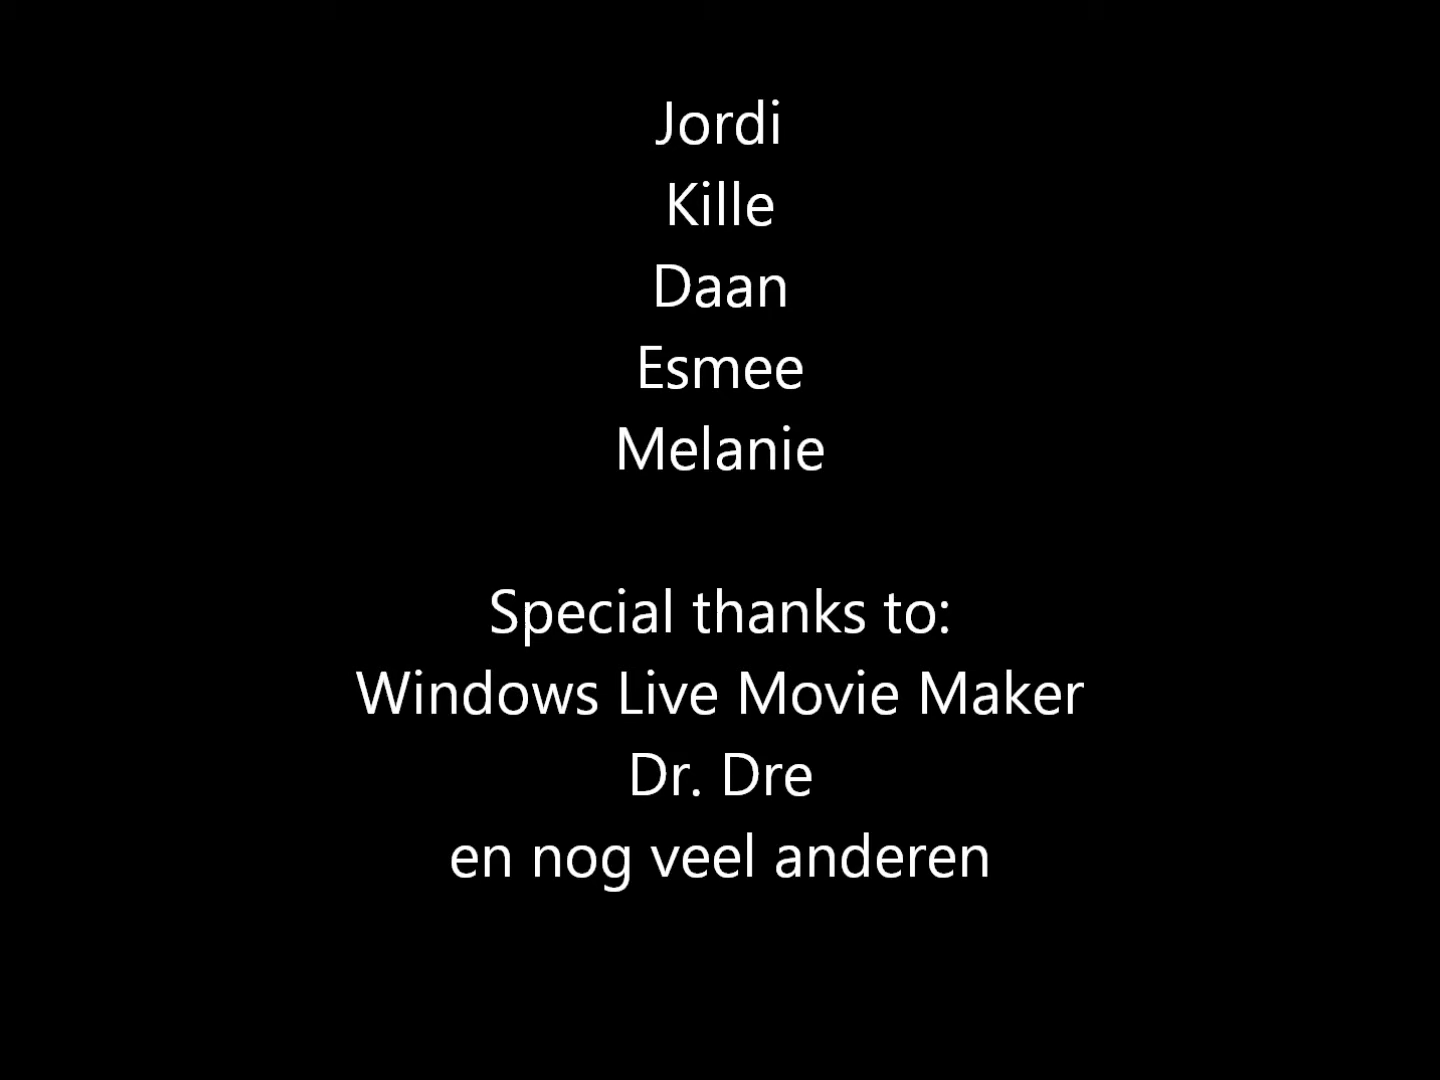 Jordi
Kille
Daan
Esmee
Melanie
Special thanks to:
Windows Live Movie Maker
Dr. Dre
en nog veel anderen